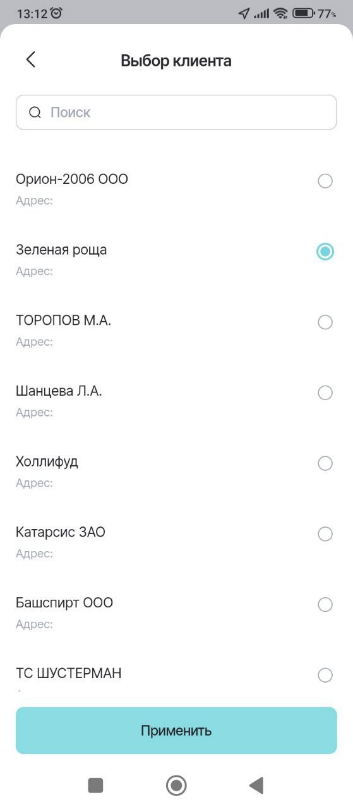 13:12 77%
Выбор клиента
Поиск
Орион-2006 ООО
Адрес:
Зеленая роща
Адрес:
ТОРОПОВ М.А.
Адрес:
Шанцева Л.А.
Адрес:
Холлифуд
Адрес:
Катарсис ЗАО
Адрес:
Башспирт ООО
Адрес:
ТС ШУСТЕРМАН
Применить